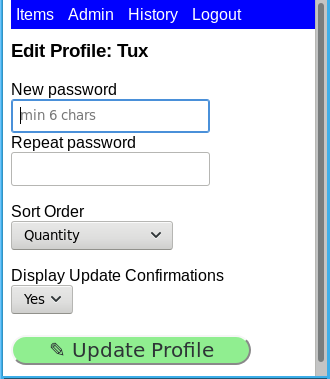 Items Admin History Logout
Edit Profile: Tux
New password
min 6 chars
Repeat password
Sort Order
Quantity
Display Update Confirmations
Yes
✎ Update Profile